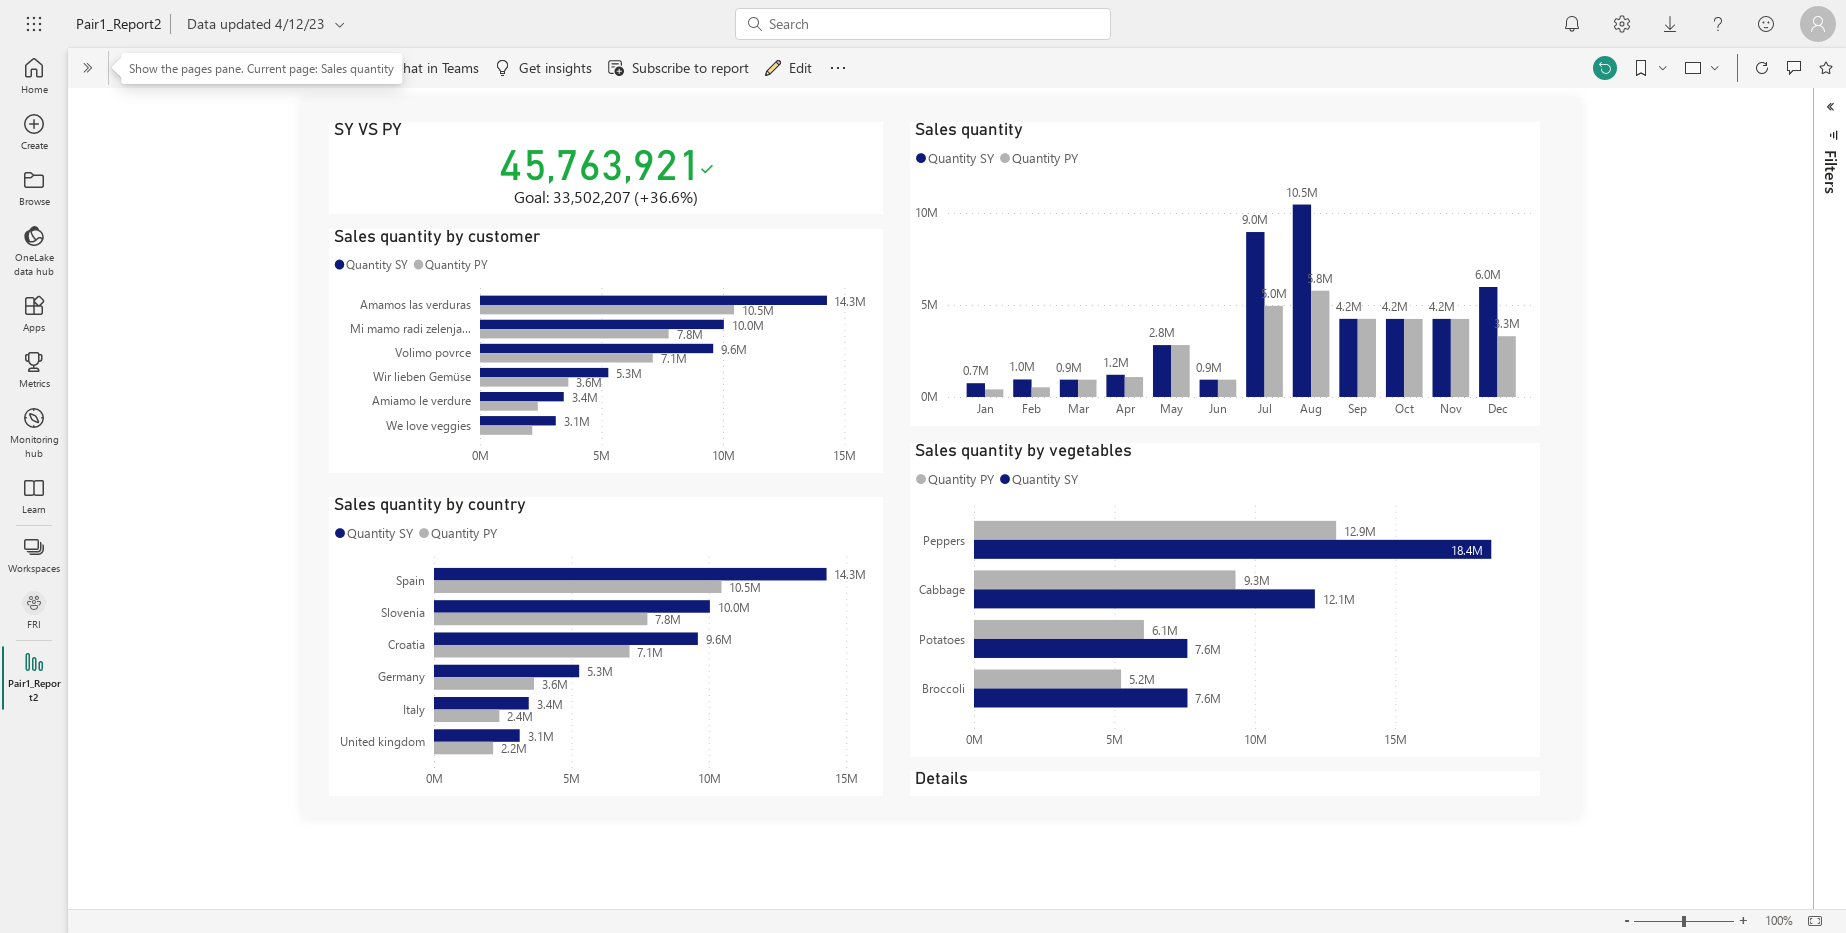 Pair1_Report2
Data updated 4/12/23
Search
Show the pages pane. Current page: Sales quantity
hat in Teams
Get insights
Subscribe to report
Edit
Home
Create
Browse
OneLake
data hub
Apps
Metrics
Monitoring
hub
Learn
Workspaces
FRI
Pair1_Repor
t2
SY VS PY
45,763,921
Goal: 33,502,207 (+36.6%)
Sales quantity by customer
Quantity SY
Quantity PY
Amamos las verduras
14.3M
10.5M
Mi mamo radi zelenja...
10.0M
7.8M
Volimo povrce
9.6M
7.1M
Wir lieben Gemüse
5.3M
3.6M
Amiamo le verdure
3.4M
We love veggies
3.1M
0M
5M
10M
15M
Sales quantity by country
Quantity SY
Quantity PY
Spain
14.3M
10.5M
Slovenia
10.0M
7.8M
Croatia
9.6M
7.1M
Germany
5.3M
3.6M
Italy
3.4M
2.4M
United kingdom
3.1M
2.2M
0M
5M
10M
15M
Sales quantity
Quantity SY
Quantity PY
10M
5M
0M
0.7M
1.0M
0.9M
1.2M
2.8M
0.9M
9.0M
5.0M
10.5M
5.8M
4.2M
4.2M
4.2M
6.0M
3.3M
Jan
Feb
Mar
Apr
May
Jun
Jul
Aug
Sep
Oct
Nov
Dec
Sales quantity by vegetables
Quantity PY
Quantity SY
Peppers
12.9M
18.4M
Cabbage
9.3M
12.1M
Potatoes
6.1M
7.6M
Broccoli
5.2M
7.6M
0M
5M
10M
15M
Details
Filters
100%